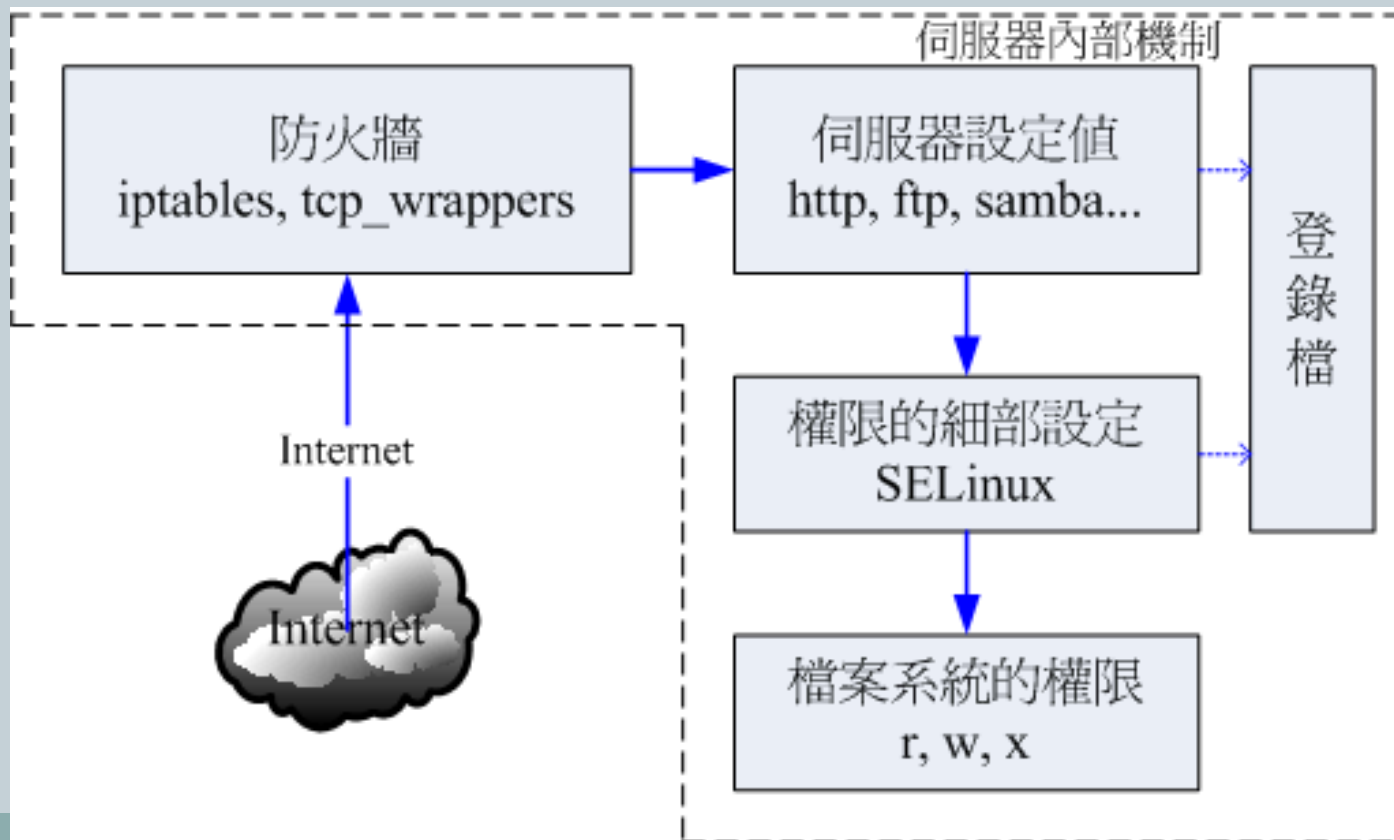 伺服器內部機制
防火牆
iptables, tcp_wrappers
伺服器設定值
http, ftp, samba...
登錄檔
Internet
權限的細部設定
SELinux
Internet
檔案系統的權限
r, w, x